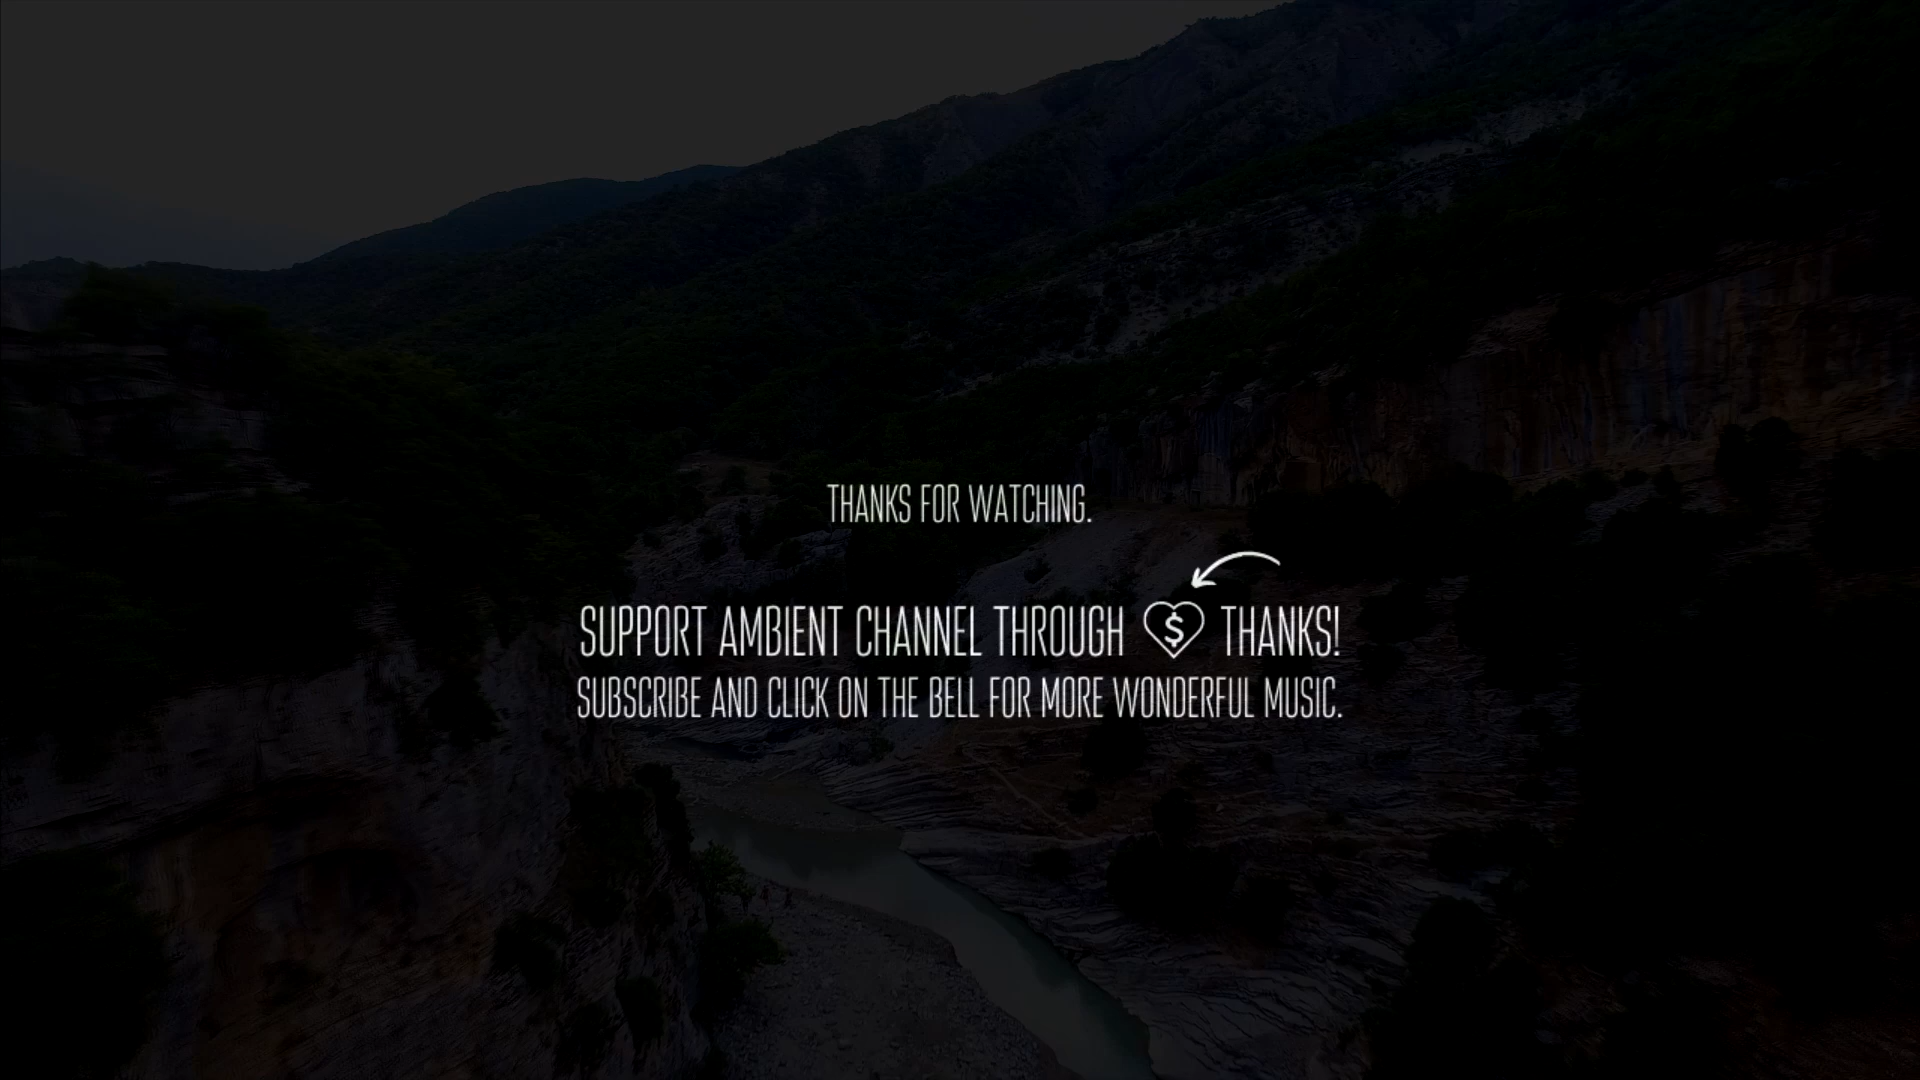 THANKS FOR WATCHING.
SUPPORT AMBIENT CHANNEL THROUGH $ THANKS!
SUBSCRIBE AND CLICK ON THE BELL FOR MORE WONDERFUL MUSIC.